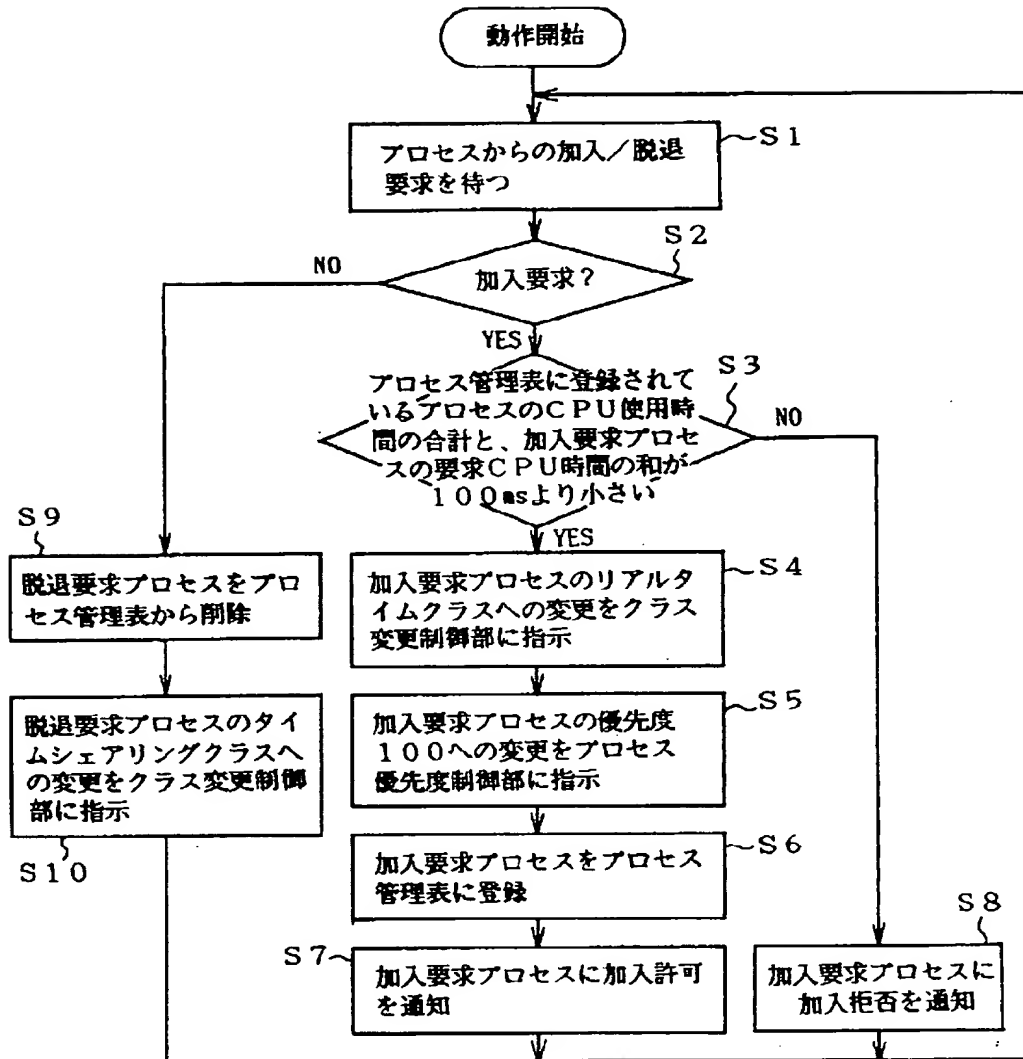 動作開始
S1
プロセスからの加入／脱退
要求を待つ
S2
加入要求？
NO
YES
S3
プロセス管理表に登録されて
いるプロセスのCPU使用時
間の合計と、加入要求プロセ
スの要求CPU時間の和が
100msより小さい
NO
YES
S9
脱退要求プロセスをプロ
セス管理表から削除
S10
脱退要求プロセスのタイ
ムシェアリングクラスへ
の変更をクラス変更制御
部に指示
S4
加入要求プロセスのリアルタ
イムクラスへの変更をクラス
変更制御部に指示
S5
加入要求プロセスの優先度
100への変更をプロセス
優先度制御部に指示
S6
加入要求プロセスをプロセス
管理表に登録
S7
加入要求プロセスに加入許可
を通知
S8
加入要求プロセスに
加入拒否を通知